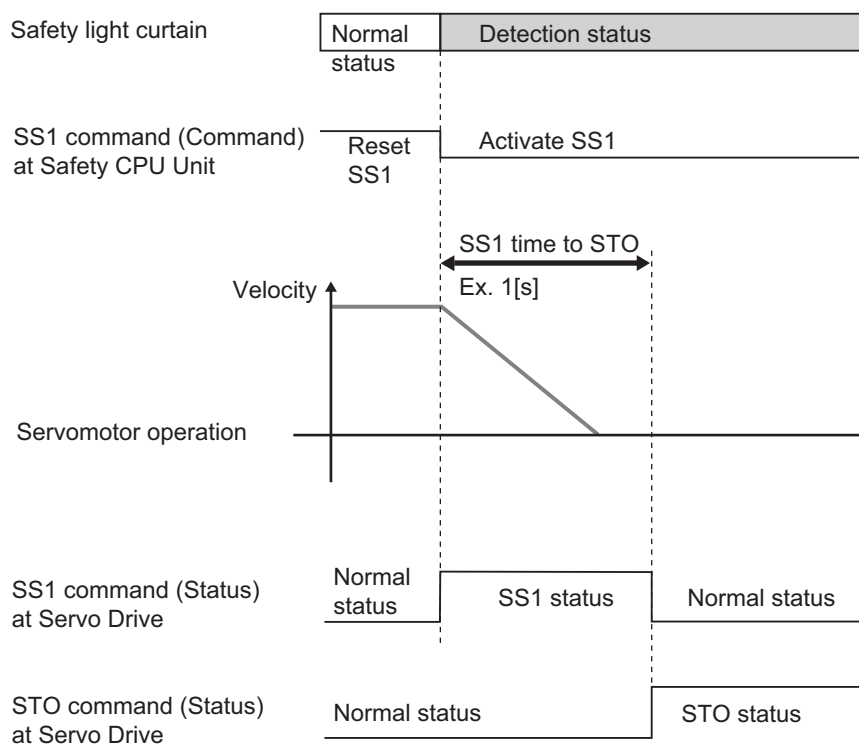 Safety light curtain
Normal
status
Detection status
SS1 command (Command)
at Safety CPU Unit
Reset
SS1
Activate SS1
SS1 time to STO
Ex. 1[s]
Velocity
Servomotor operation
SS1 command (Status)
at Servo Drive
Normal
status
SS1 status
Normal status
STO command (Status)
at Servo Drive
Normal status
STO status